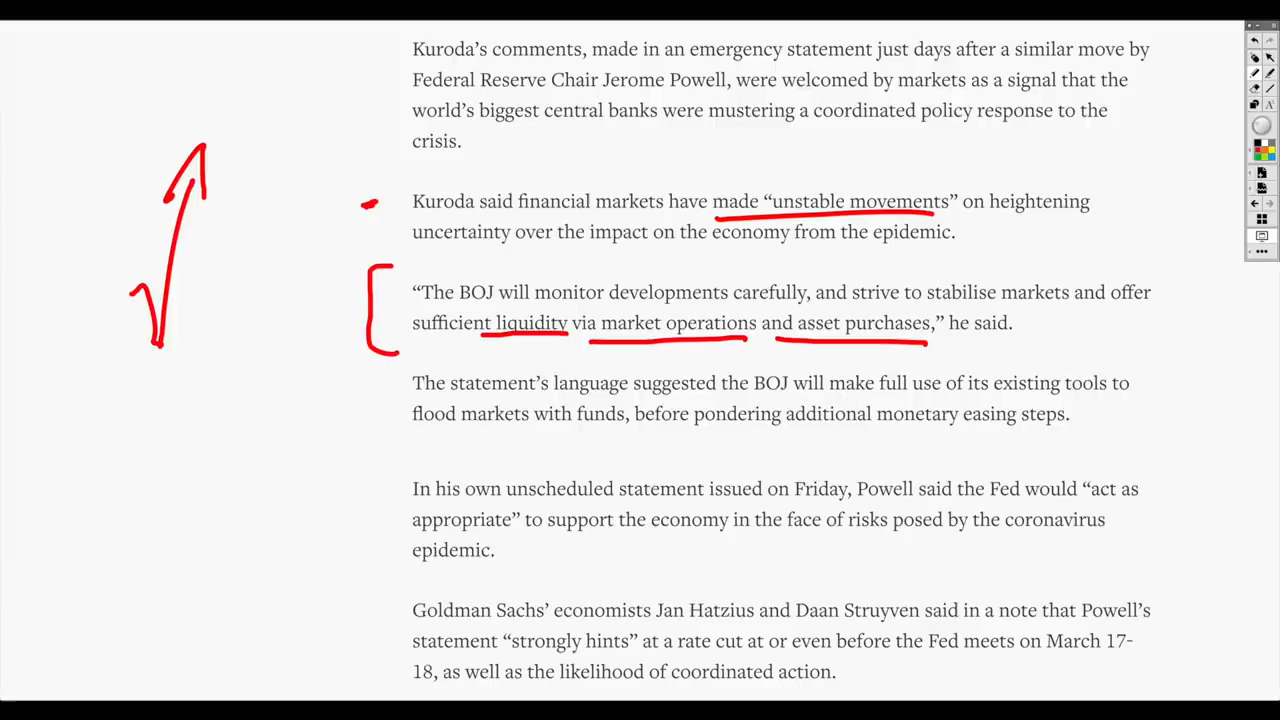 Kuroda’s comments, made in an emergency statement just days after a similar move by
Federal Reserve Chair Jerome Powell, were welcomed by markets as a signal that the
world’s biggest central banks were mustering a coordinated policy response to the
crisis.
Kuroda said financial markets have made “unstable movements” on heightening
uncertainty over the impact on the economy from the epidemic.
“The BOJ will monitor developments carefully, and strive to stabilise markets and offer
sufficient liquidity via market operations and asset purchases,” he said.
The statement’s language suggested the BOJ will make full use of its existing tools to
flood markets with funds, before pondering additional monetary easing steps.
In his own unscheduled statement issued on Friday, Powell said the Fed would “act as
appropriate” to support the economy in the face of risks posed by the coronavirus
epidemic.
Goldman Sachs’ economists Jan Hatzius and Daan Struyven said in a note that Powell’s
statement “strongly hints” at a rate cut at or even before the Fed meets on March 17-
18, as well as the likelihood of coordinated action.